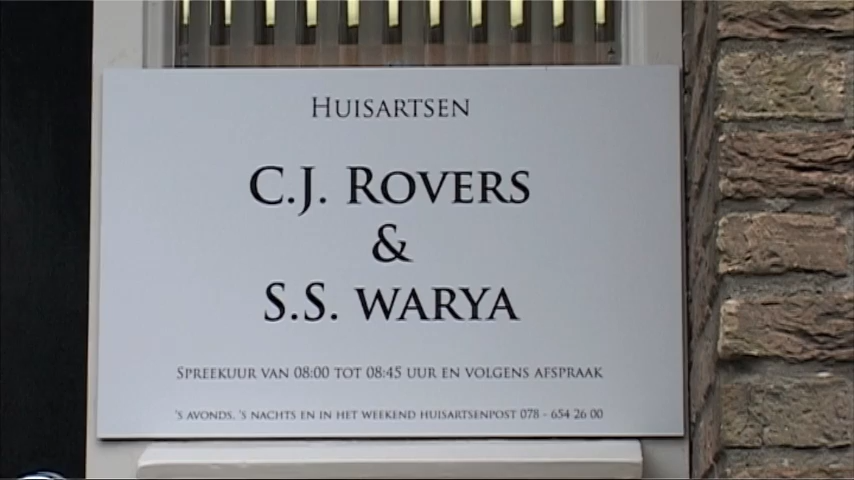 HUISARTSEN
C.J. ROVERS
&
S.S. WARYA
SPREEKUUR VAN 08:00 TOT 08:45 UUR EN VOLGENS AFSPRAAK
'S AVONDS, 'S NACHTS EN IN HET WEEKEND HUISARTSENPOST 078 - 654 26 00